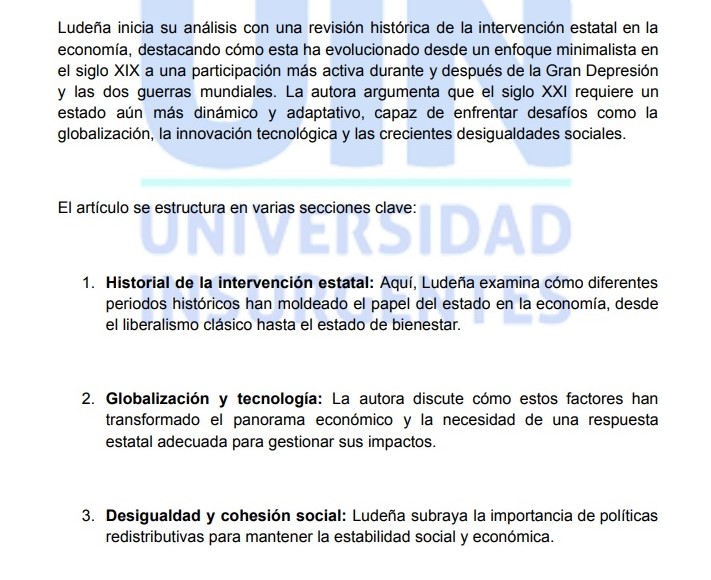 Ludeña inicia su análisis con una revisión histórica de la intervención estatal en la
economía, destacando cómo esta ha evolucionado desde un enfoque minimalista en
el siglo XIX a una participación más activa durante y después de la Gran Depresión
y las dos guerras mundiales. La autora argumenta que el siglo XXI requiere un
estado aún más dinámico y adaptativo, capaz de enfrentar desafíos como la
globalización, la innovación tecnológica y las crecientes desigualdades sociales.
UIN
El artículo se estructura en varias secciones clave:
UNIVERSIDAD
INSURGENTES
1. Historial de la intervención estatal: Aquí, Ludeña examina cómo diferentes
periodos históricos han moldeado el papel del estado en la economía, desde
el liberalismo clásico hasta el estado de bienestar.
2. Globalización y tecnología: La autora discute cómo estos factores han
transformado el panorama económico y la necesidad de una respuesta
estatal adecuada para gestionar sus impactos.
3. Desigualdad y cohesión social: Ludeña subraya la importancia de políticas
redistributivas para mantener la estabilidad social y económica.